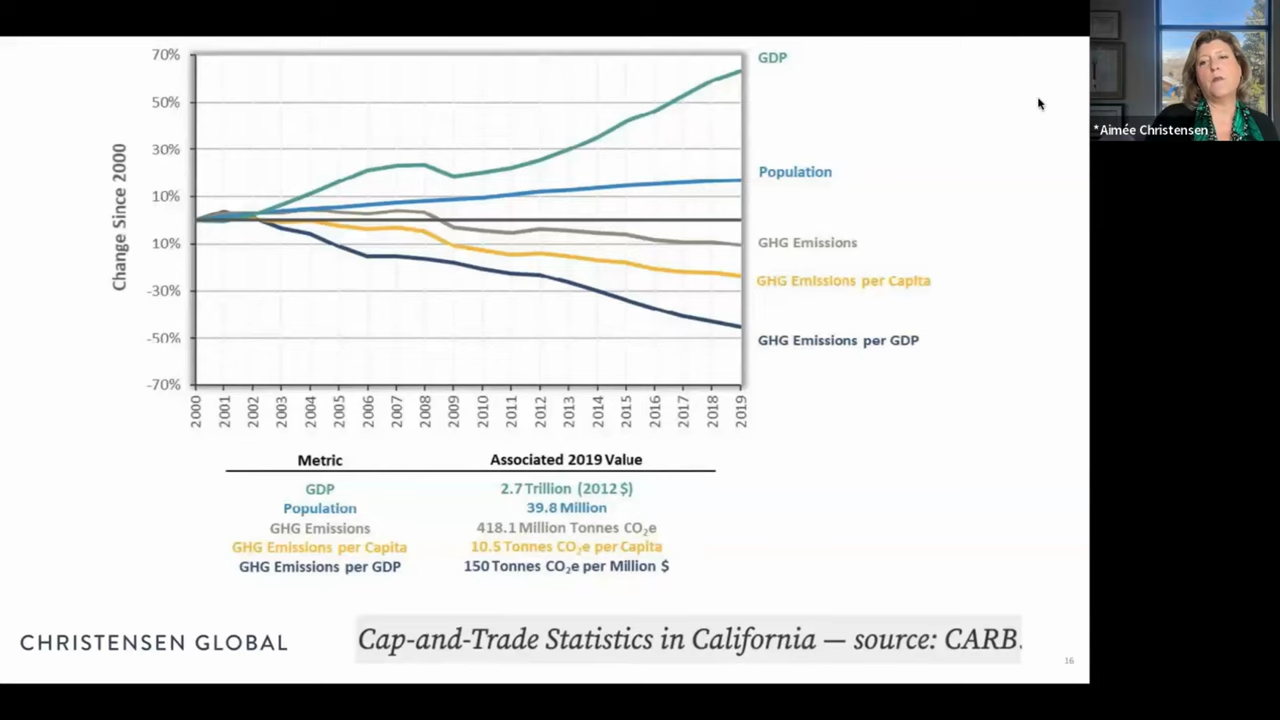 70%
50%
30%
10%
10%
-30%
-50%
-70%
Change Since 2000
2000
2001
2002
2003
2004
2005
2006
2007
2008
2009
2010
2011
2012
2013
2014
2015
2016
2017
2018
2019
GDP
Population
GHG Emissions
GHG Emissions per Capita
GHG Emissions per GDP
Metric Associated 2019 Value
GDP 2.7 Trillion (2012 $)
Population 39.8 Million
GHG Emissions 418.1 Million Tonnes CO₂e
GHG Emissions per Capita 10.5 Tonnes CO₂e per Capita
GHG Emissions per GDP 150 Tonnes CO₂e per Million $
CHRISTENSEN GLOBAL
Cap-and-Trade Statistics in California — source: CARB.
16
*Aimée Christensen